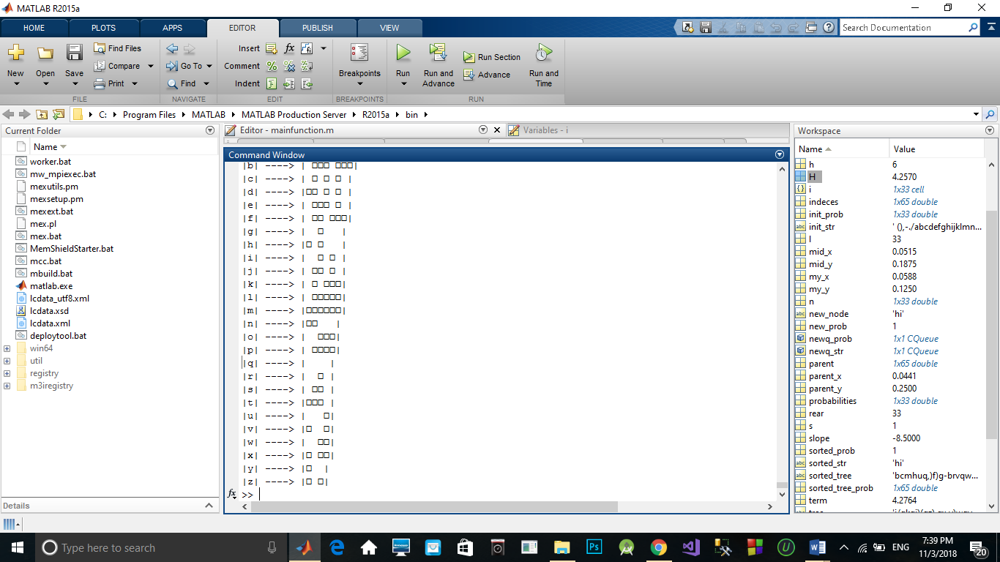 MATLAB R2015a
HOME PLOTS APPS EDITOR PUBLISH VIEW Search Documentation
Find Files Insert fx Run Section
New Open Save Compare Go To Comment Breakpoints Run Run and Advance Advance Run and Time
Print Find Indent
FILE NAVIGATE EDIT BREAKPOINTS RUN
C: Program Files MATLAB MATLAB Production Server R2015a bin
Current Folder
Name
worker.bat
mw_mpiexec.bat
mexutils.pm
mexsetup.pm
mexext.bat
mex.pl
mex.bat
MemShieldStarter.bat
mcc.bat
mbuild.bat
matlab.exe
lcdata_utf8.xml
lcdata.xsd
lcdata.xml
deploytool.bat
win64
util
registry
m3iregistry
Details
Editor - mainfunction.m Variables - i
Command Window
|b| ----> | □□□ □□□|
|c| ----> | □ □ □ |
|d| ----> |□□ □ □ |
|e| ----> | □□□ □ |
|f| ----> | □□ □□□|
|g| ----> |  □   |
|h| ----> |□ □   |
|i| ----> |  □ □ |
|j| ----> | □□ □ |
|k| ----> | □ □□□|
|l| ----> | □□□□□|
|m| ----> |□□□□□□|
|n| ----> |□□   |
|o| ----> |  □□□|
|p| ----> | □□□□|
|q| ----> |    |
|r| ----> |  □ |
|s| ----> | □□ |
|t| ----> |□□□ |
|u| ----> |   □|
|v| ----> |□  □|
|w| ----> |  □□|
|x| ----> |□ □□|
|y| ----> |□  |
|z| ----> |□ □|
fx >>
Workspace
Name Value
h 6
H 4.2570
i 1x33 cell
indeces 1x65 double
init_prob 1x33 double
init_str ' (),-./abcdefghijklmn...
l 33
mid_x 0.0515
mid_y 0.1875
my_x 0.0588
my_y 0.1250
n 1x33 double
new_node 'hi'
new_prob 1
newq_prob 1x1 CQueue
newq_str 1x1 CQueue
parent 1x65 double
parent_x 0.0441
parent_y 0.2500
probabilities 1x33 double
rear 33
s 1
slope -8.5000
sorted_prob 1
sorted_str 'hi'
sorted_tree 'bcmhuq,)f)g-brvqw...
sorted_tree_prob 1x65 double
term 4.2764
Type here to search
ENG 7:39 PM
11/3/2018
20